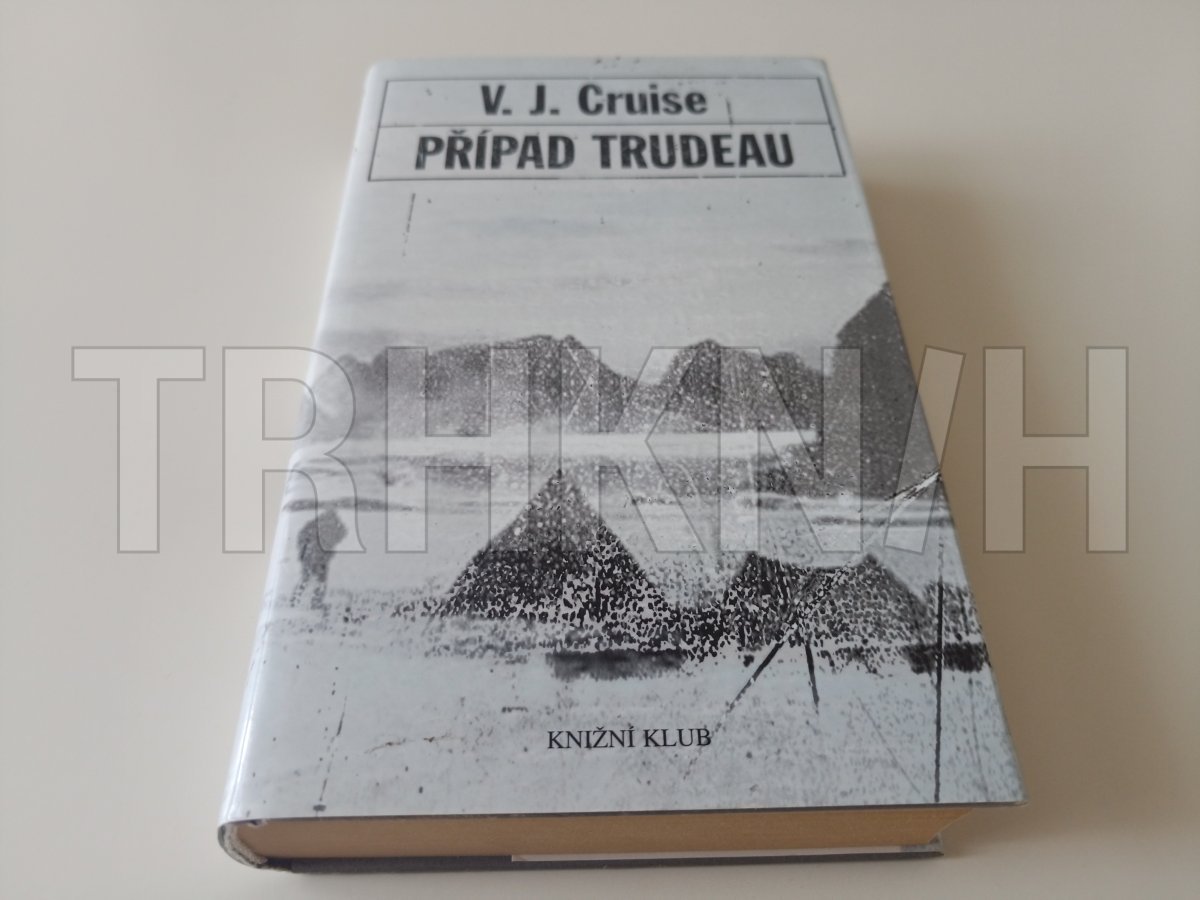 V. J. Cruise
PŘÍPAD TRUDEAU
TRHKNIH
KNIŽNÍ KLUB